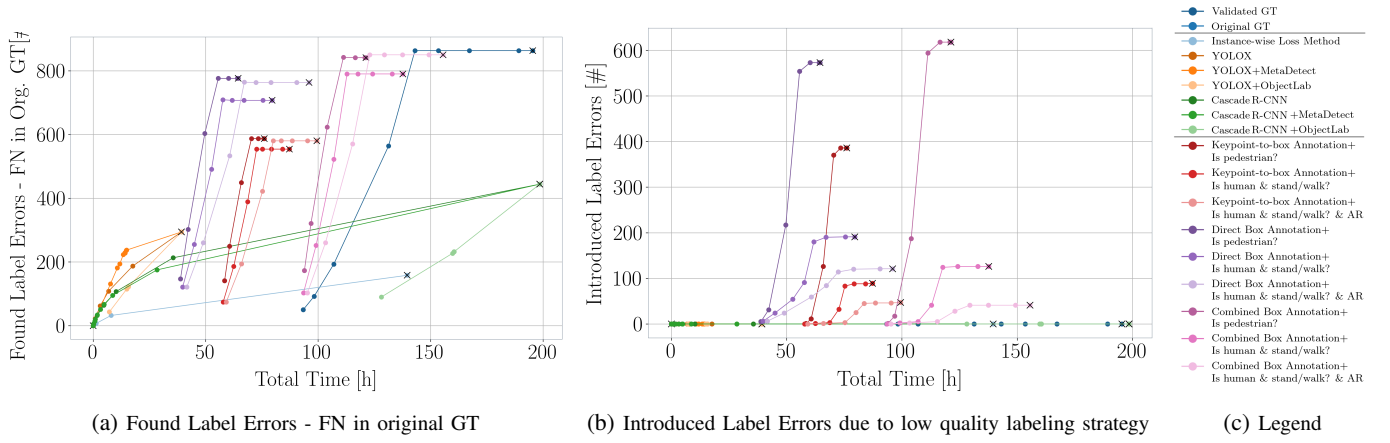 Found Label Errors - FN in Org. GT[#
800
600
400
200
0
0
50
100
150
200
Total Time [h]
(a) Found Label Errors - FN in original GT
Introduced Label Errors [#]
600
500
400
300
200
100
0
0
50
100
150
200
Total Time [h]
(b) Introduced Label Errors due to low quality labeling strategy
Validated GT
Original GT
Instance-wise Loss Method
YOLOX
YOLOX+MetaDetect
YOLOX+ObjectLab
Cascade R-CNN
Cascade R-CNN +MetaDetect
Cascade R-CNN +ObjectLab
Keypoint-to-box Annotation+
Is pedestrian?
Keypoint-to-box Annotation+
Is human & stand/walk?
Keypoint-to-box Annotation+
Is human & stand/walk? & AR
Direct Box Annotation+
Is pedestrian?
Direct Box Annotation+
Is human & stand/walk?
Direct Box Annotation+
Is human & stand/walk? & AR
Combined Box Annotation+
Is pedestrian?
Combined Box Annotation+
Is human & stand/walk?
Combined Box Annotation+
Is human & stand/walk? & AR
(c) Legend